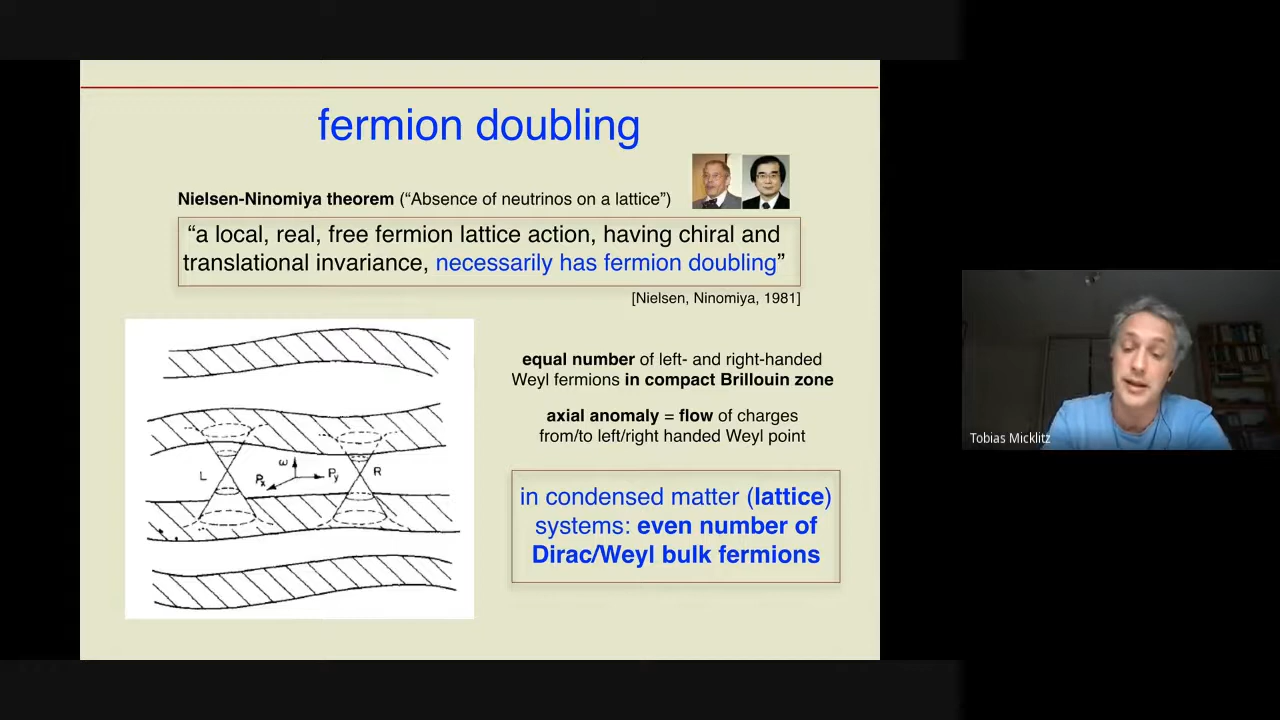 fermion doubling
Nielsen-Ninomiya theorem (“Absence of neutrinos on a lattice”)
“a local, real, free fermion lattice action, having chiral and
translational invariance, necessarily has fermion doubling”
[Nielsen, Ninomiya, 1981]
equal number of left- and right-handed
Weyl fermions in compact Brillouin zone
axial anomaly = flow of charges
from/to left/right handed Weyl point
L
ω
Px
Py
R
in condensed matter (lattice)
systems: even number of
Dirac/Weyl bulk fermions
Tobias Micklitz